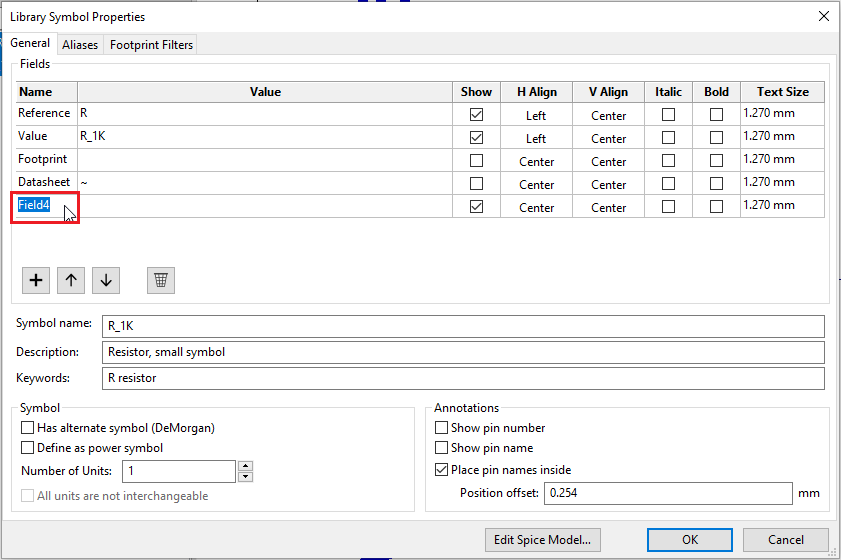 Library Symbol Properties
General Aliases Footprint Filters
Fields
Name Value Show H Align V Align Italic Bold Text Size
Reference R Left Center 1.270 mm
Value R_1K Left Center 1.270 mm
Footprint Center Center 1.270 mm
Datasheet ~ Center Center 1.270 mm
Field4 Center Center 1.270 mm
Symbol name: R_1K
Description: Resistor, small symbol
Keywords: R resistor
Symbol
Has alternate symbol (DeMorgan)
Define as power symbol
Number of Units: 1
All units are not interchangeable
Annotations
Show pin number
Show pin name
Place pin names inside
Position offset: 0.254 mm
Edit Spice Model... OK Cancel